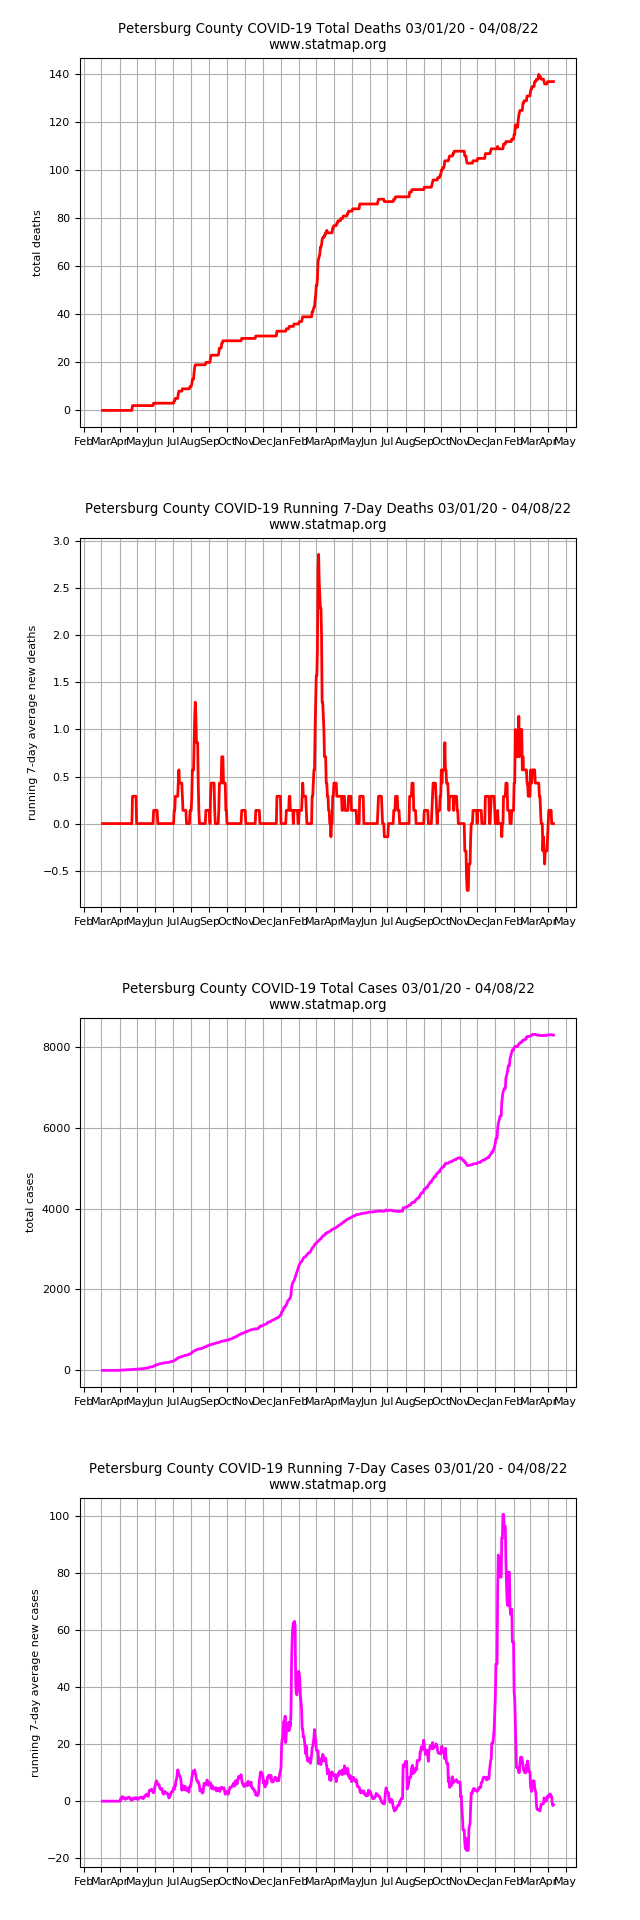 Petersburg County COVID-19 Total Deaths 03/01/20 - 04/08/22
www.statmap.org
140
120
100
80
60
40
20
0
total deaths
Feb Mar Apr May Jun Jul Aug Sep Oct Nov Dec Jan Feb Mar Apr May Jun Jul Aug Sep Oct Nov Dec Jan Feb Mar Apr May
Petersburg County COVID-19 Running 7-Day Deaths 03/01/20 - 04/08/22
www.statmap.org
3.0
2.5
2.0
1.5
1.0
0.5
0.0
−0.5
running 7-day average new deaths
Feb Mar Apr May Jun Jul Aug Sep Oct Nov Dec Jan Feb Mar Apr May Jun Jul Aug Sep Oct Nov Dec Jan Feb Mar Apr May
Petersburg County COVID-19 Total Cases 03/01/20 - 04/08/22
www.statmap.org
8000
6000
4000
2000
0
total cases
Feb Mar Apr May Jun Jul Aug Sep Oct Nov Dec Jan Feb Mar Apr May Jun Jul Aug Sep Oct Nov Dec Jan Feb Mar Apr May
Petersburg County COVID-19 Running 7-Day Cases 03/01/20 - 04/08/22
www.statmap.org
100
80
60
40
20
0
−20
running 7-day average new cases
Feb Mar Apr May Jun Jul Aug Sep Oct Nov Dec Jan Feb Mar Apr May Jun Jul Aug Sep Oct Nov Dec Jan Feb Mar Apr May